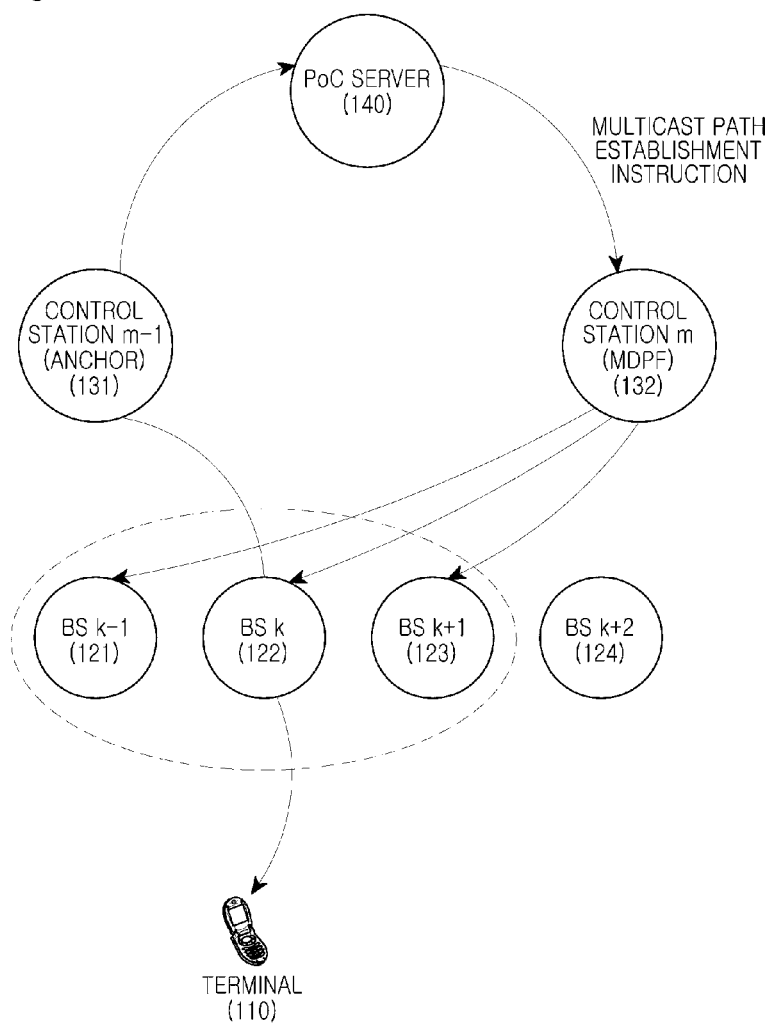 PoC SERVER
(140)
MULTICAST PATH
ESTABLISHMENT
INSTRUCTION
CONTROL
STATION m-1
(ANCHOR)
(131)
CONTROL
STATION m
(MDPF)
(132)
BS k-1
(121)
BS k
(122)
BS k+1
(123)
BS k+2
(124)
TERMINAL
(110)